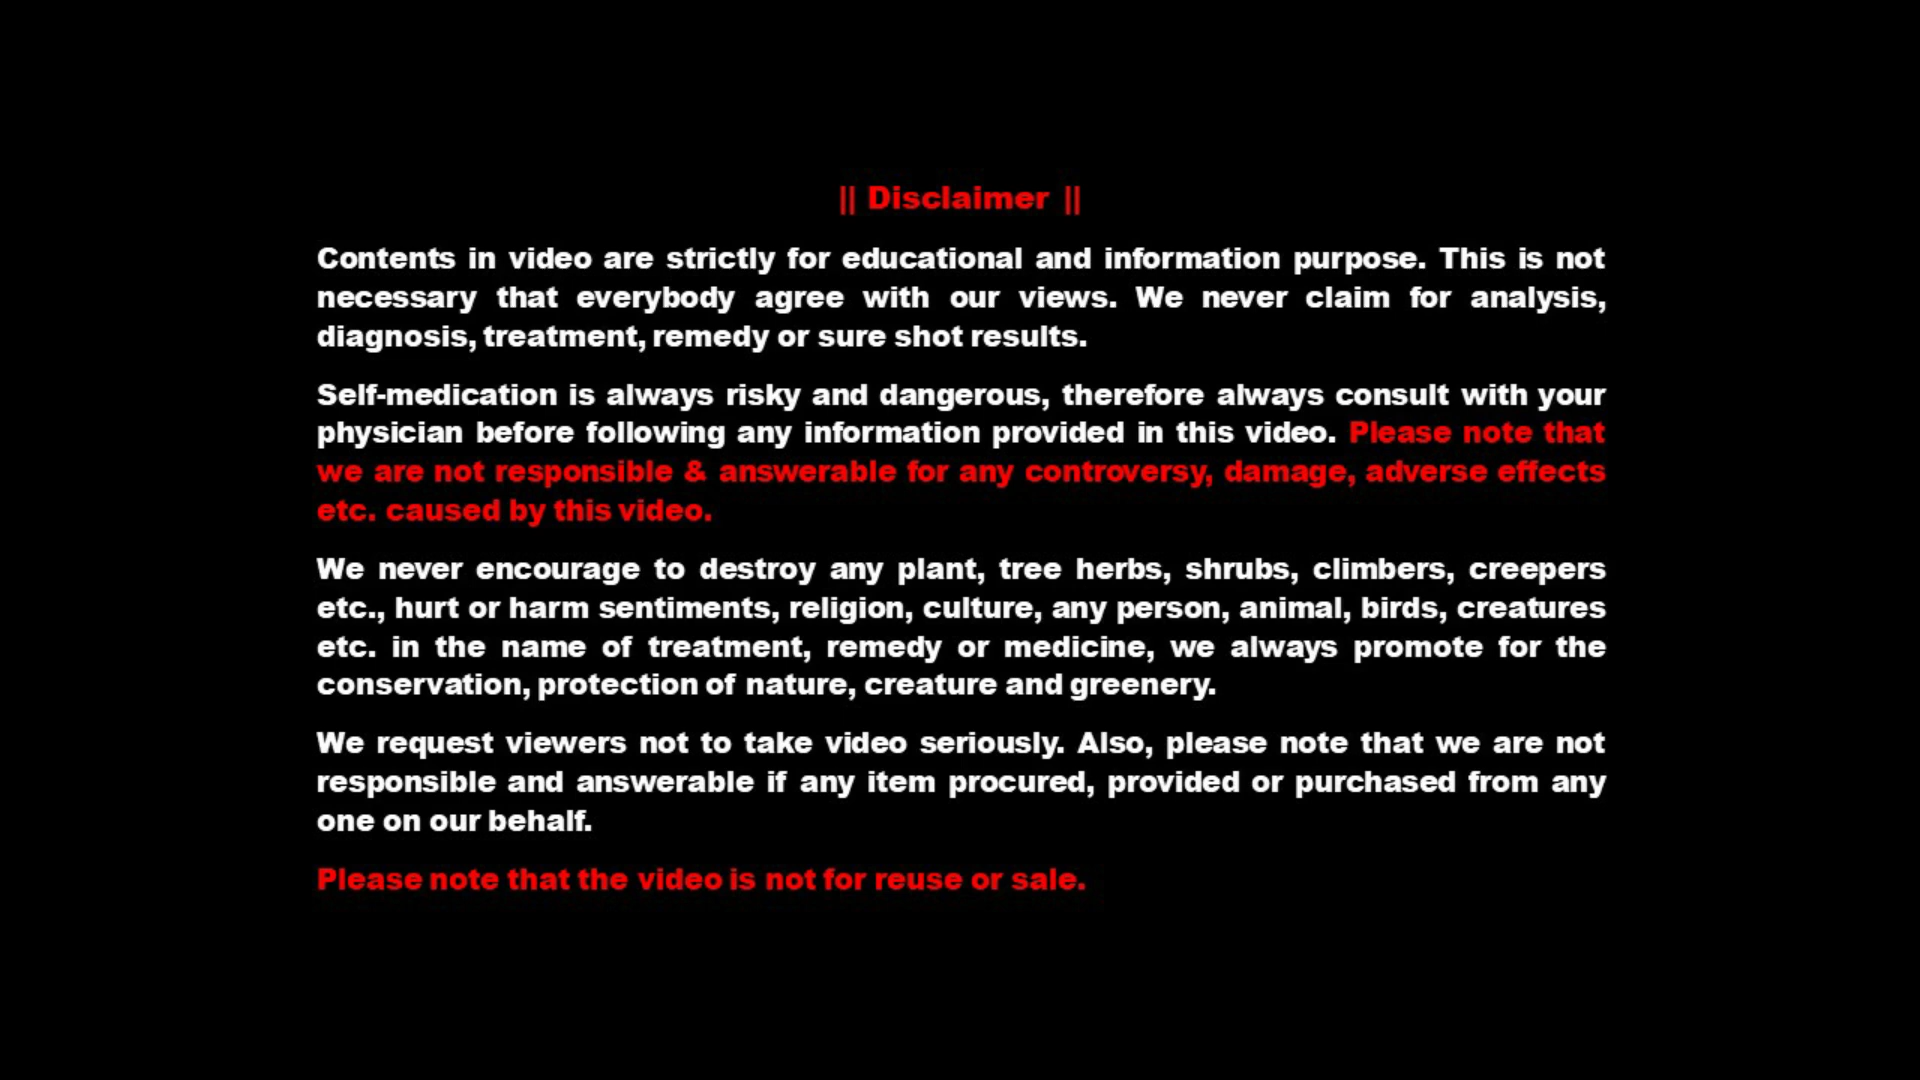 || Disclaimer ||
Contents in video are strictly for educational and information purpose. This is not
necessary that everybody agree with our views. We never claim for analysis,
diagnosis, treatment, remedy or sure shot results.
Self-medication is always risky and dangerous, therefore always consult with your
physician before following any information provided in this video. Please note that
we are not responsible & answerable for any controversy, damage, adverse effects
etc. caused by this video.
We never encourage to destroy any plant, tree herbs, shrubs, climbers, creepers
etc., hurt or harm sentiments, religion, culture, any person, animal, birds, creatures
etc. in the name of treatment, remedy or medicine, we always promote for the
conservation, protection of nature, creature and greenery.
We request viewers not to take video seriously. Also, please note that we are not
responsible and answerable if any item procured, provided or purchased from any
one on our behalf.
Please note that the video is not for reuse or sale.